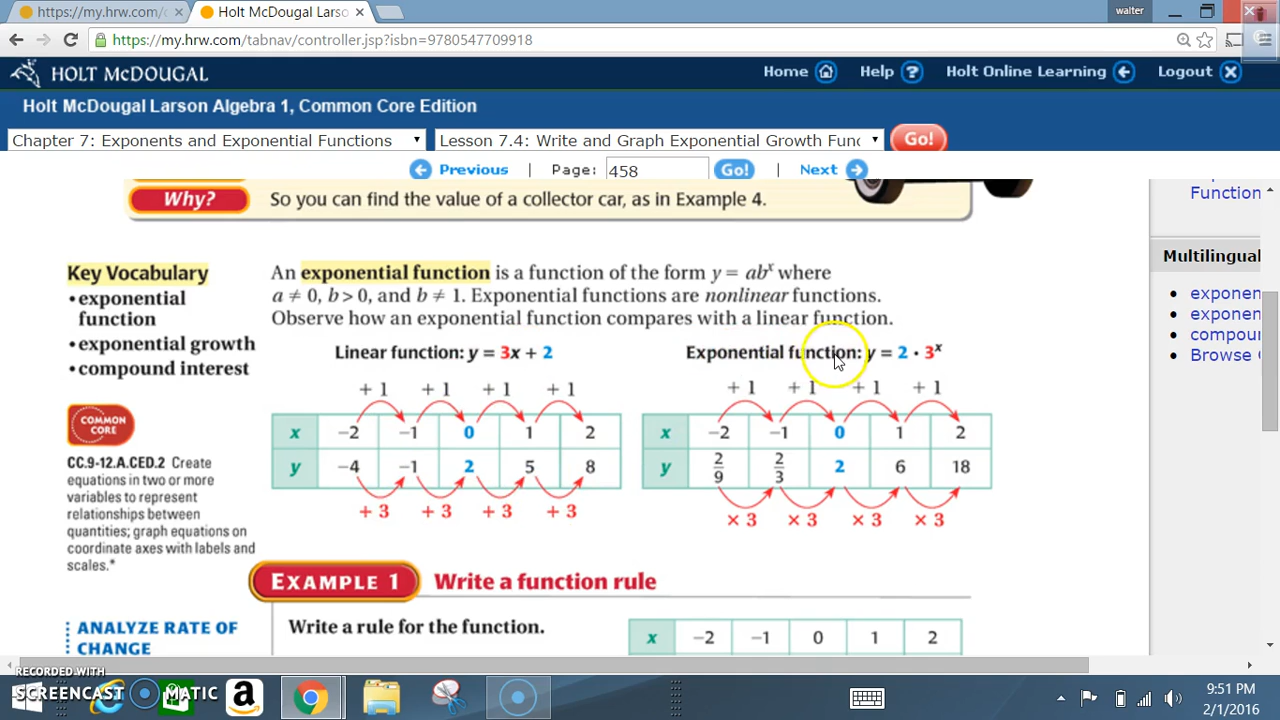 https://my.hrw.com/
Holt McDougal Larson
walter
https://my.hrw.com/tabnav/controller.jsp?isbn=9780547709918
HOLT McDOUGAL
Home
Help ?
Holt Online Learning
Logout X
Holt McDougal Larson Algebra 1, Common Core Edition
Chapter 7: Exponents and Exponential Functions
Lesson 7.4: Write and Graph Exponential Growth Func
Go!
Previous | Page: 458 Go! | Next
Why?
So you can find the value of a collector car, as in Example 4.
Function
Multilingual
• exponen
• exponen
• compour
• Browse
Key Vocabulary
• exponential
function
• exponential growth
• compound interest
COMMON
CORE
CC.9-12.A.CED.2 Create
equations in two or more
variables to represent
relationships between
quantities; graph equations on
coordinate axes with labels and
scales.*
ANALYZE RATE OF
CHANGE
An exponential function is a function of the form y = abˣ where
a ≠ 0, b > 0, and b ≠ 1. Exponential functions are nonlinear functions.
Observe how an exponential function compares with a linear function.
Linear function: y = 3x + 2
+ 1 + 1 + 1 + 1
x −2 −1 0 1 2
y −4 −1 2 5 8
+ 3 + 3 + 3 + 3
Exponential function: y = 2 · 3ˣ
+ 1 + 1 + 1 + 1
x −2 −1 0 1 2
y 2/9 2/3 2 6 18
× 3 × 3 × 3 × 3
EXAMPLE 1 Write a function rule
Write a rule for the function.
x −2 −1 0 1 2
RECORDED WITH
SCREENCAST MATIC
9:51 PM
2/1/2016